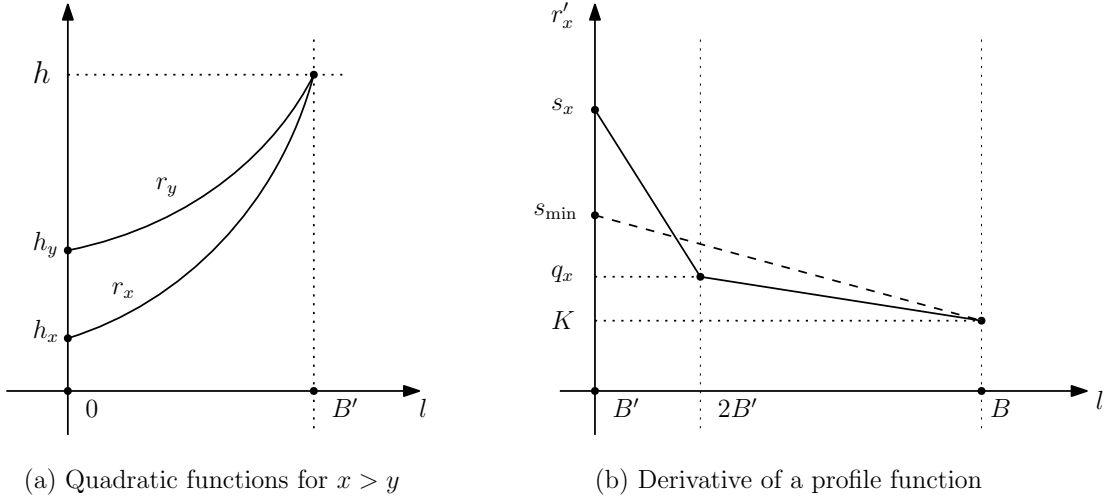 h
r_y
h_y
r_x
h_x
0
B′
l
(a) Quadratic functions for x > y
r′_x
s_x
s_min
q_x
K
B′
2B′
B
l
(b) Derivative of a profile function